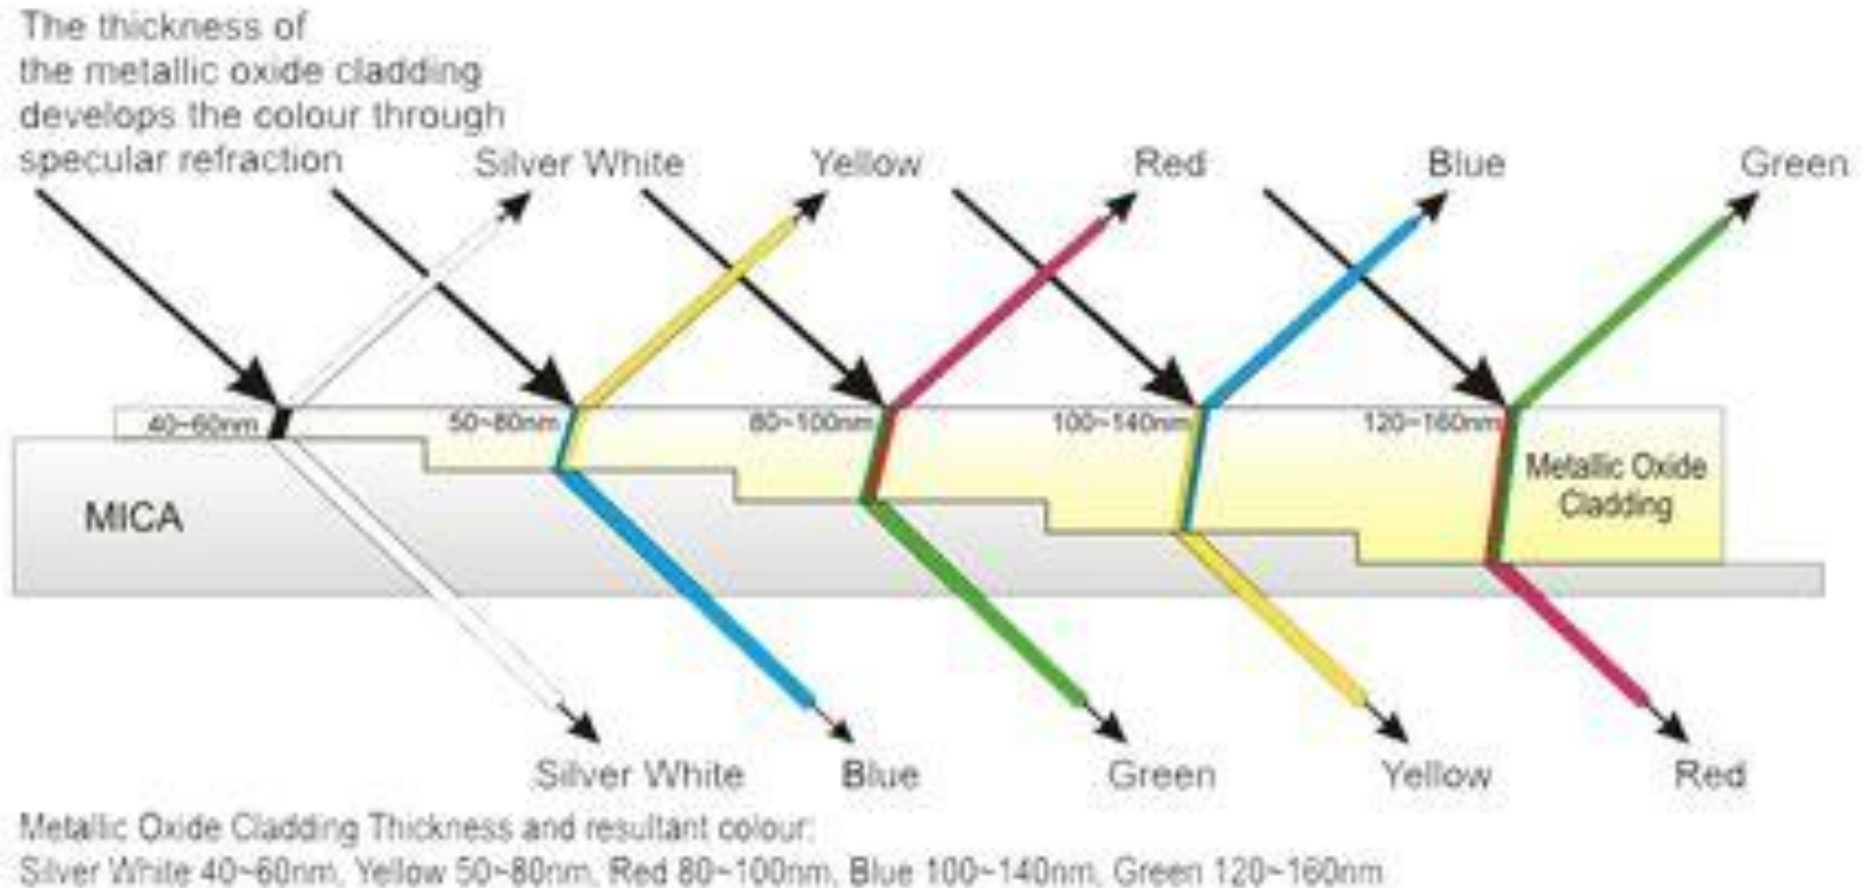 The thickness of
the metallic oxide cladding
develops the colour through
specular refraction
Silver White
Yellow
Red
Blue
Green
40~60nm
50~80nm
80~100nm
100~140nm
120~160nm
Metallic Oxide
Cladding
MICA
Silver White
Blue
Green
Yellow
Red
Metallic Oxide Cladding Thickness and resultant colour:
Silver White 40~60nm, Yellow 50~80nm, Red 80~100nm, Blue 100~140nm, Green 120~160nm